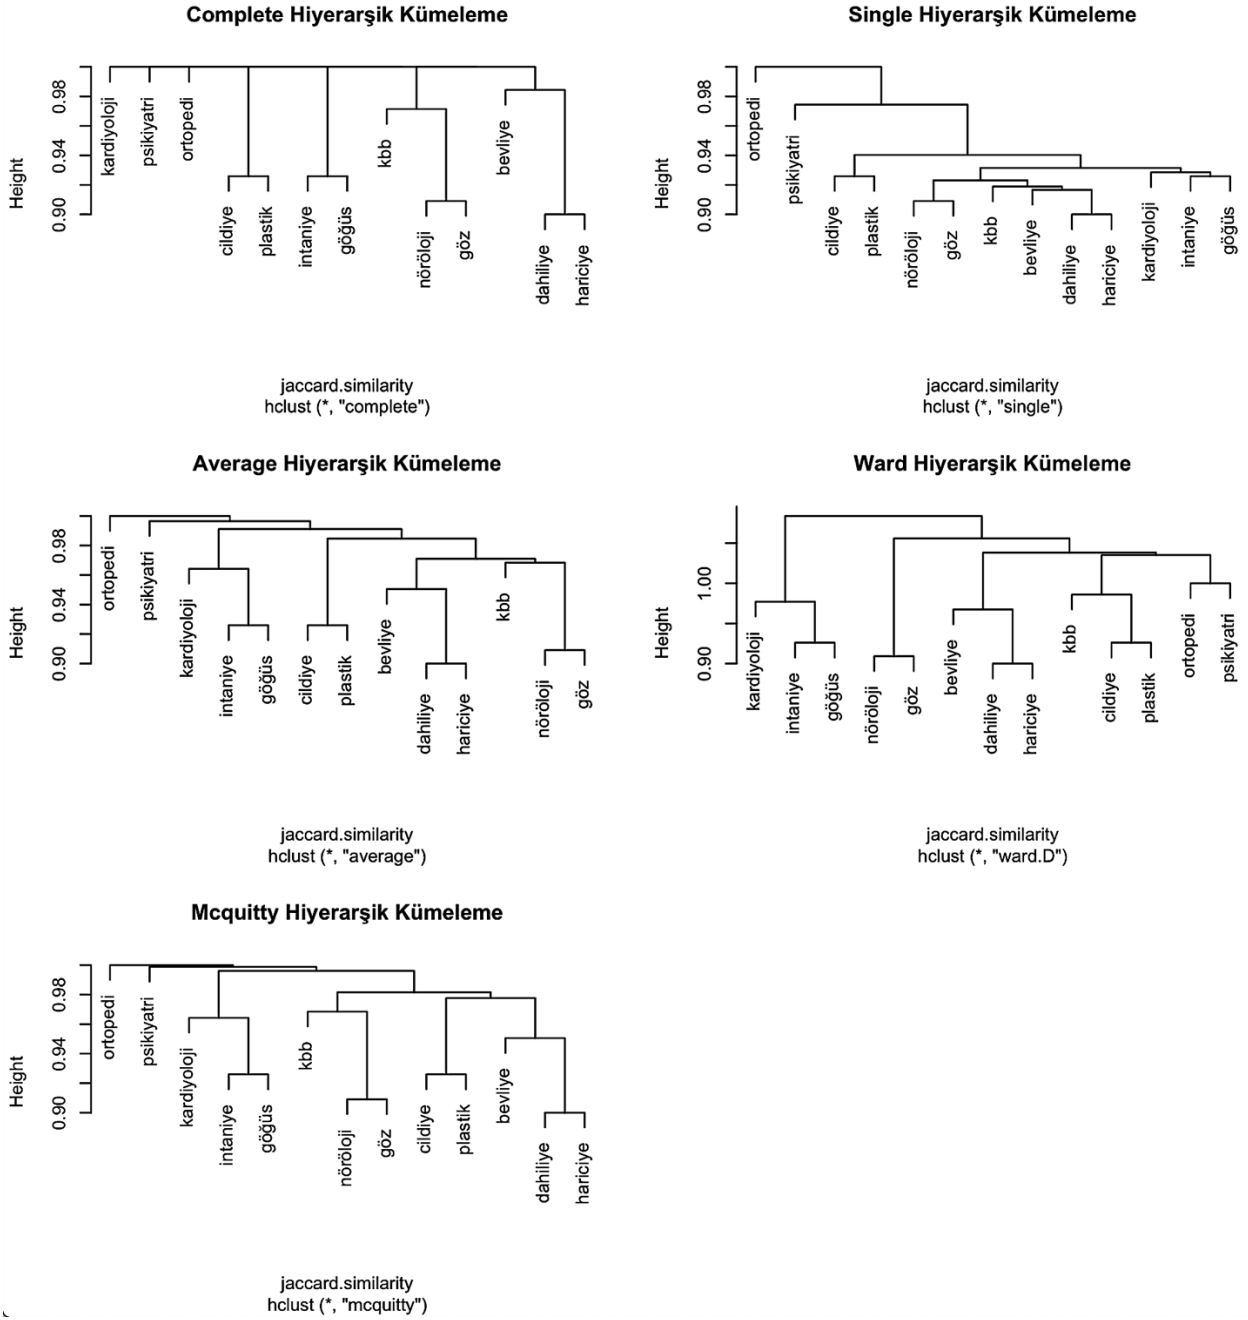 Complete Hiyerarşik Kümeleme
Height
0.90 0.94 0.98
kardiyoloji
psikiyatri
ortopedi
cildiye
plastik
intaniye
göğüs
kbb
nöröloji
göz
bevliye
dahiliye
hariciye
jaccard.similarity
hclust (*, "complete")
Single Hiyerarşik Kümeleme
Height
0.90 0.94 0.98
ortopedi
psikiyatri
cildiye
plastik
nöröloji
göz
kbb
bevliye
dahiliye
hariciye
kardiyoloji
intaniye
göğüs
jaccard.similarity
hclust (*, "single")
Average Hiyerarşik Kümeleme
Height
0.90 0.94 0.98
ortopedi
psikiyatri
kardiyoloji
intaniye
göğüs
cildiye
plastik
bevliye
dahiliye
hariciye
kbb
nöröloji
göz
jaccard.similarity
hclust (*, "average")
Ward Hiyerarşik Kümeleme
Height
0.90 1.00
kardiyoloji
intaniye
göğüs
nöröloji
göz
bevliye
dahiliye
hariciye
kbb
cildiye
plastik
ortopedi
psikiyatri
jaccard.similarity
hclust (*, "ward.D")
Mcquitty Hiyerarşik Kümeleme
Height
0.90 0.94 0.98
ortopedi
psikiyatri
kardiyoloji
intaniye
göğüs
kbb
nöröloji
göz
cildiye
plastik
bevliye
dahiliye
hariciye
jaccard.similarity
hclust (*, "mcquitty")